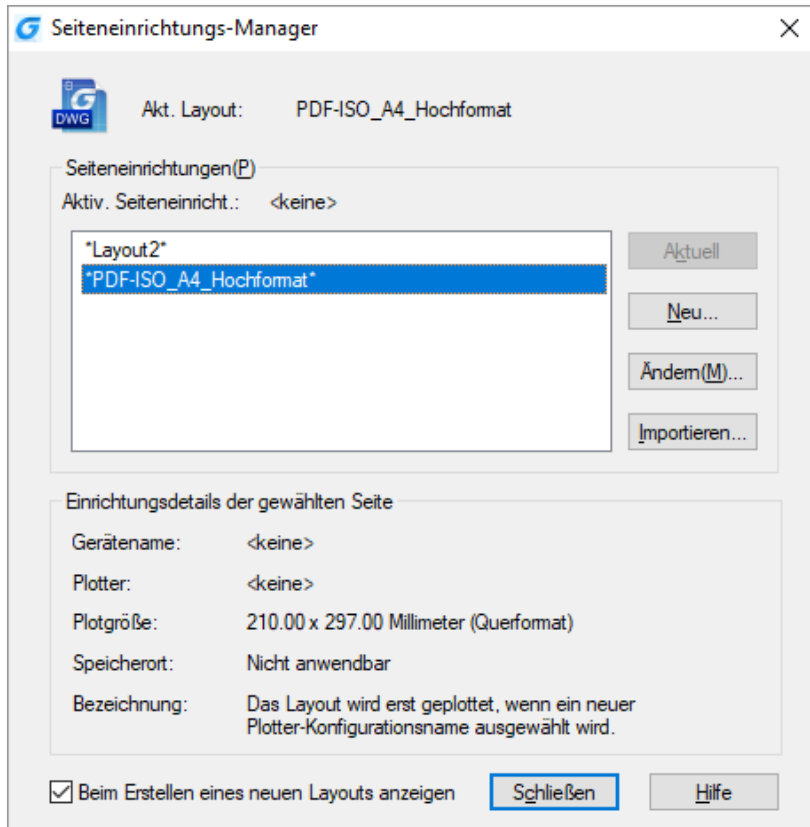 Seiteneinrichtungs-Manager
DWG
Akt. Layout: PDF-ISO_A4_Hochformat
Seiteneinrichtungen(P)
Aktiv. Seiteneinricht.: <keine>
*Layout2*
*PDF-ISO_A4_Hochformat*
Aktuell
Neu...
Ändern(M)...
Importieren...
Einrichtungsdetails der gewählten Seite
Gerätename: <keine>
Plotter: <keine>
Plotgröße: 210.00 x 297.00 Millimeter (Querformat)
Speicherort: Nicht anwendbar
Bezeichnung: Das Layout wird erst geplottet, wenn ein neuer
Plotter-Konfigurationsname ausgewählt wird.
Beim Erstellen eines neuen Layouts anzeigen
Schließen
Hilfe